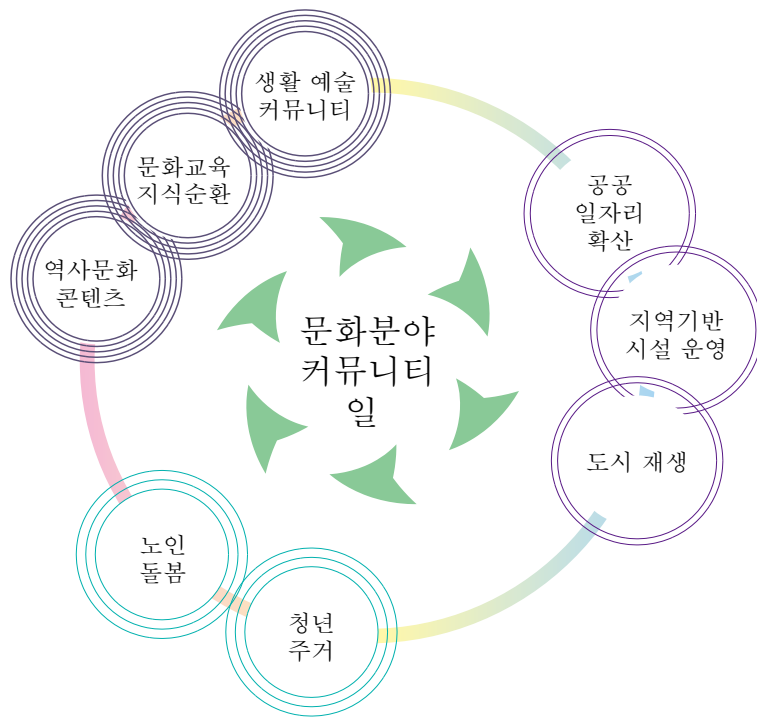 생활 예술
커뮤니티
문화교육
지식순환
역사문화
콘텐츠
공공
일자리
확산
지역기반
시설 운영
도시 재생
문화분야
커뮤니티
일
노인
돌봄
청년
주거